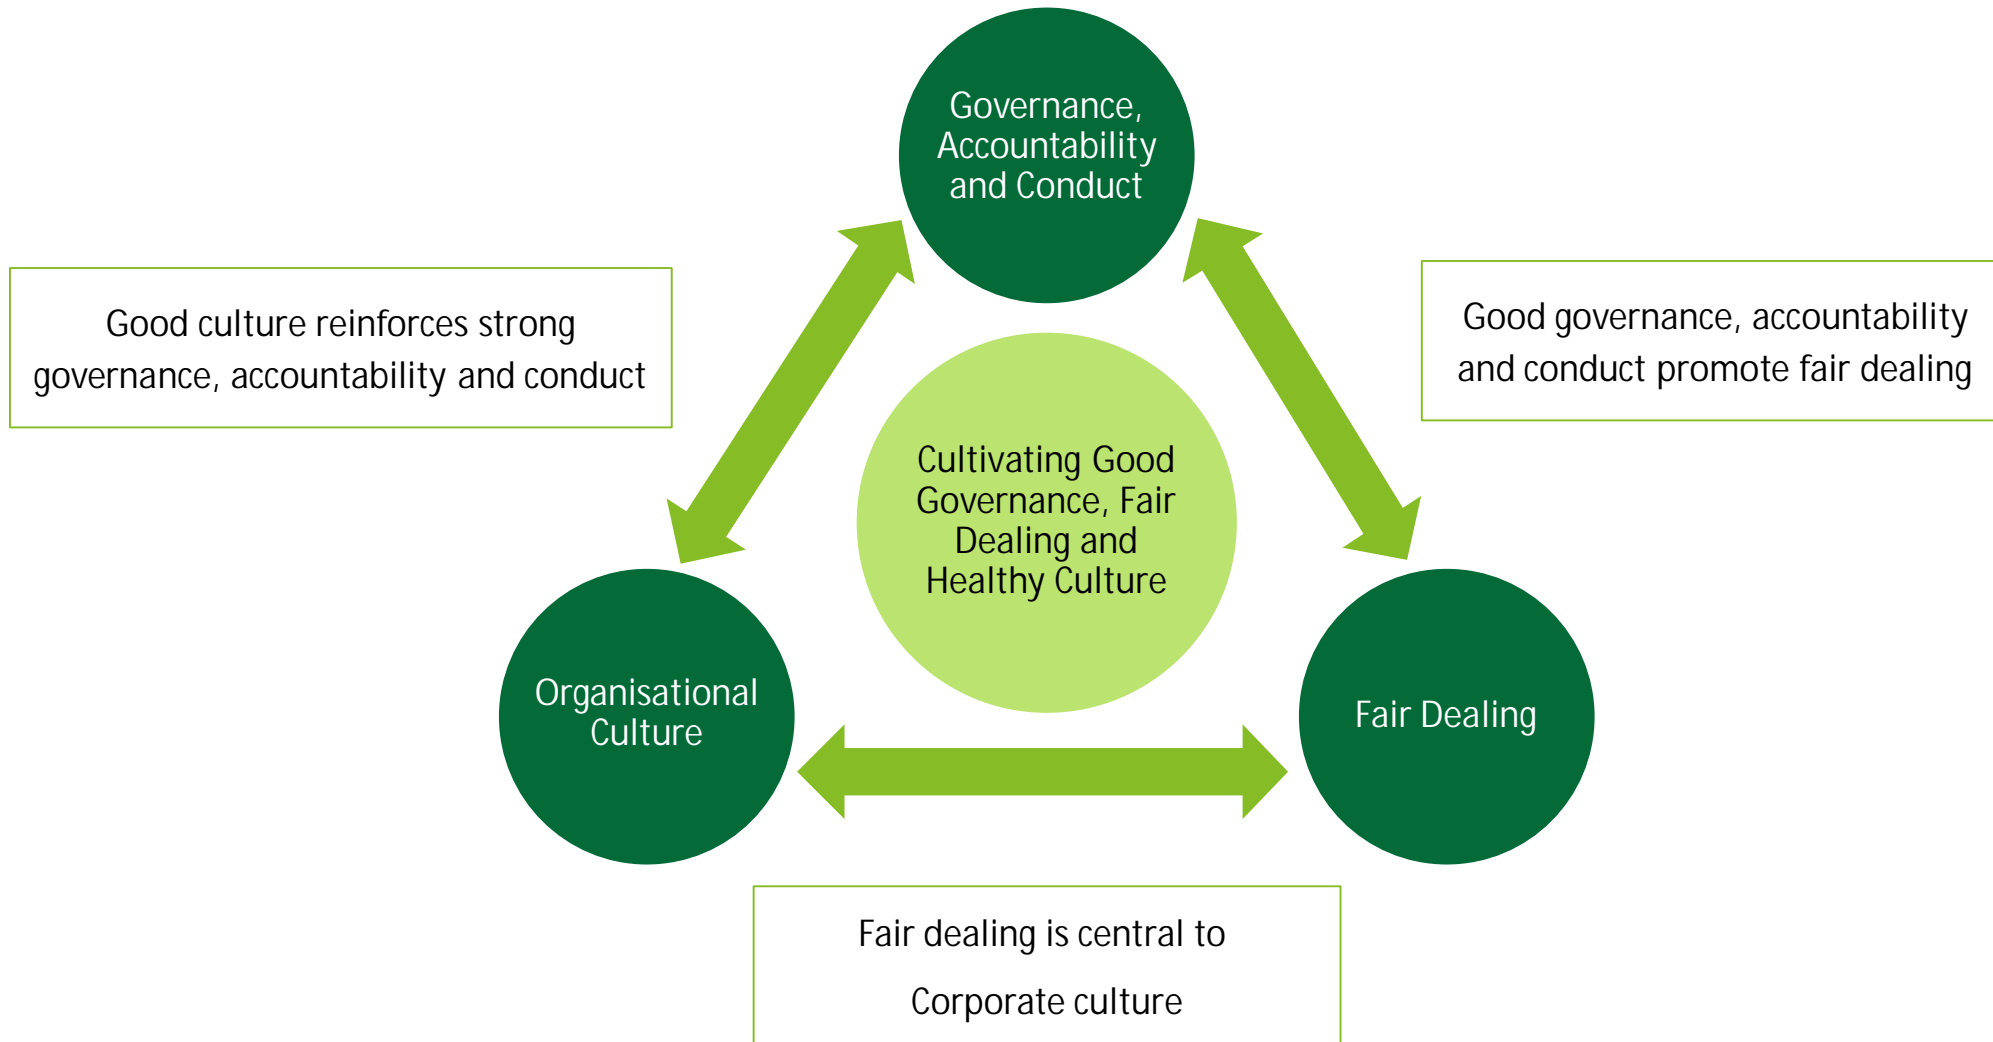 Governance,
Accountability
and Conduct
Good culture reinforces strong
governance, accountability and conduct
Good governance, accountability
and conduct promote fair dealing
Cultivating Good
Governance, Fair
Dealing and
Healthy Culture
Organisational
Culture
Fair Dealing
Fair dealing is central to
Corporate culture